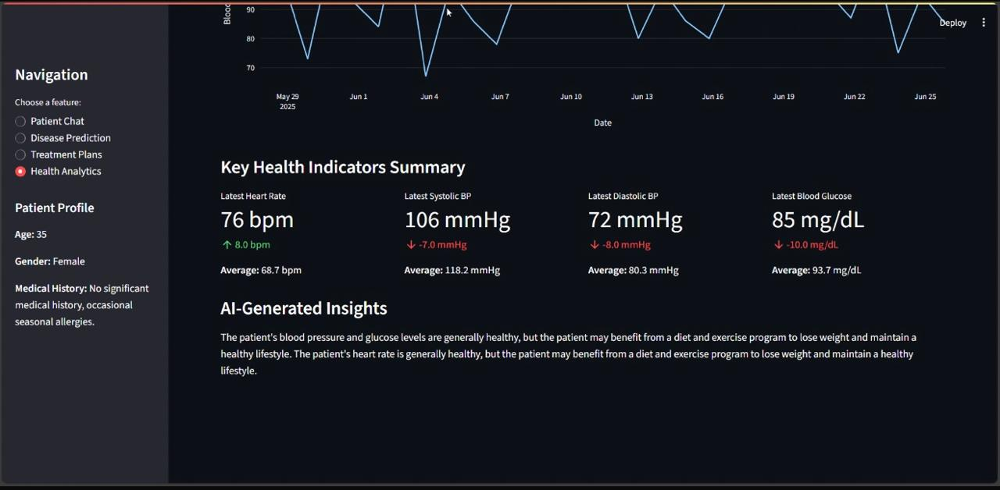 Deploy
Navigation
Choose a feature:
Patient Chat
Disease Prediction
Treatment Plans
Health Analytics
Patient Profile
Age: 35
Gender: Female
Medical History: No significant
medical history, occasional
seasonal allergies.
90
80
70
May 29
2025
Jun 1
Jun 4
Jun 7
Jun 10
Jun 13
Jun 16
Jun 19
Jun 22
Jun 25
Date
Key Health Indicators Summary
Latest Heart Rate
76 bpm
↑ 8.0 bpm
Average: 68.7 bpm
Latest Systolic BP
106 mmHg
↓ -7.0 mmHg
Average: 118.2 mmHg
Latest Diastolic BP
72 mmHg
↓ -8.0 mmHg
Average: 80.3 mmHg
Latest Blood Glucose
85 mg/dL
↓ -10.0 mg/dL
Average: 93.7 mg/dL
AI-Generated Insights
The patient's blood pressure and glucose levels are generally healthy, but the patient may benefit from a diet and exercise program to lose weight and maintain a
healthy lifestyle. The patient's heart rate is generally healthy, but the patient may benefit from a diet and exercise program to lose weight and maintain a healthy
lifestyle.